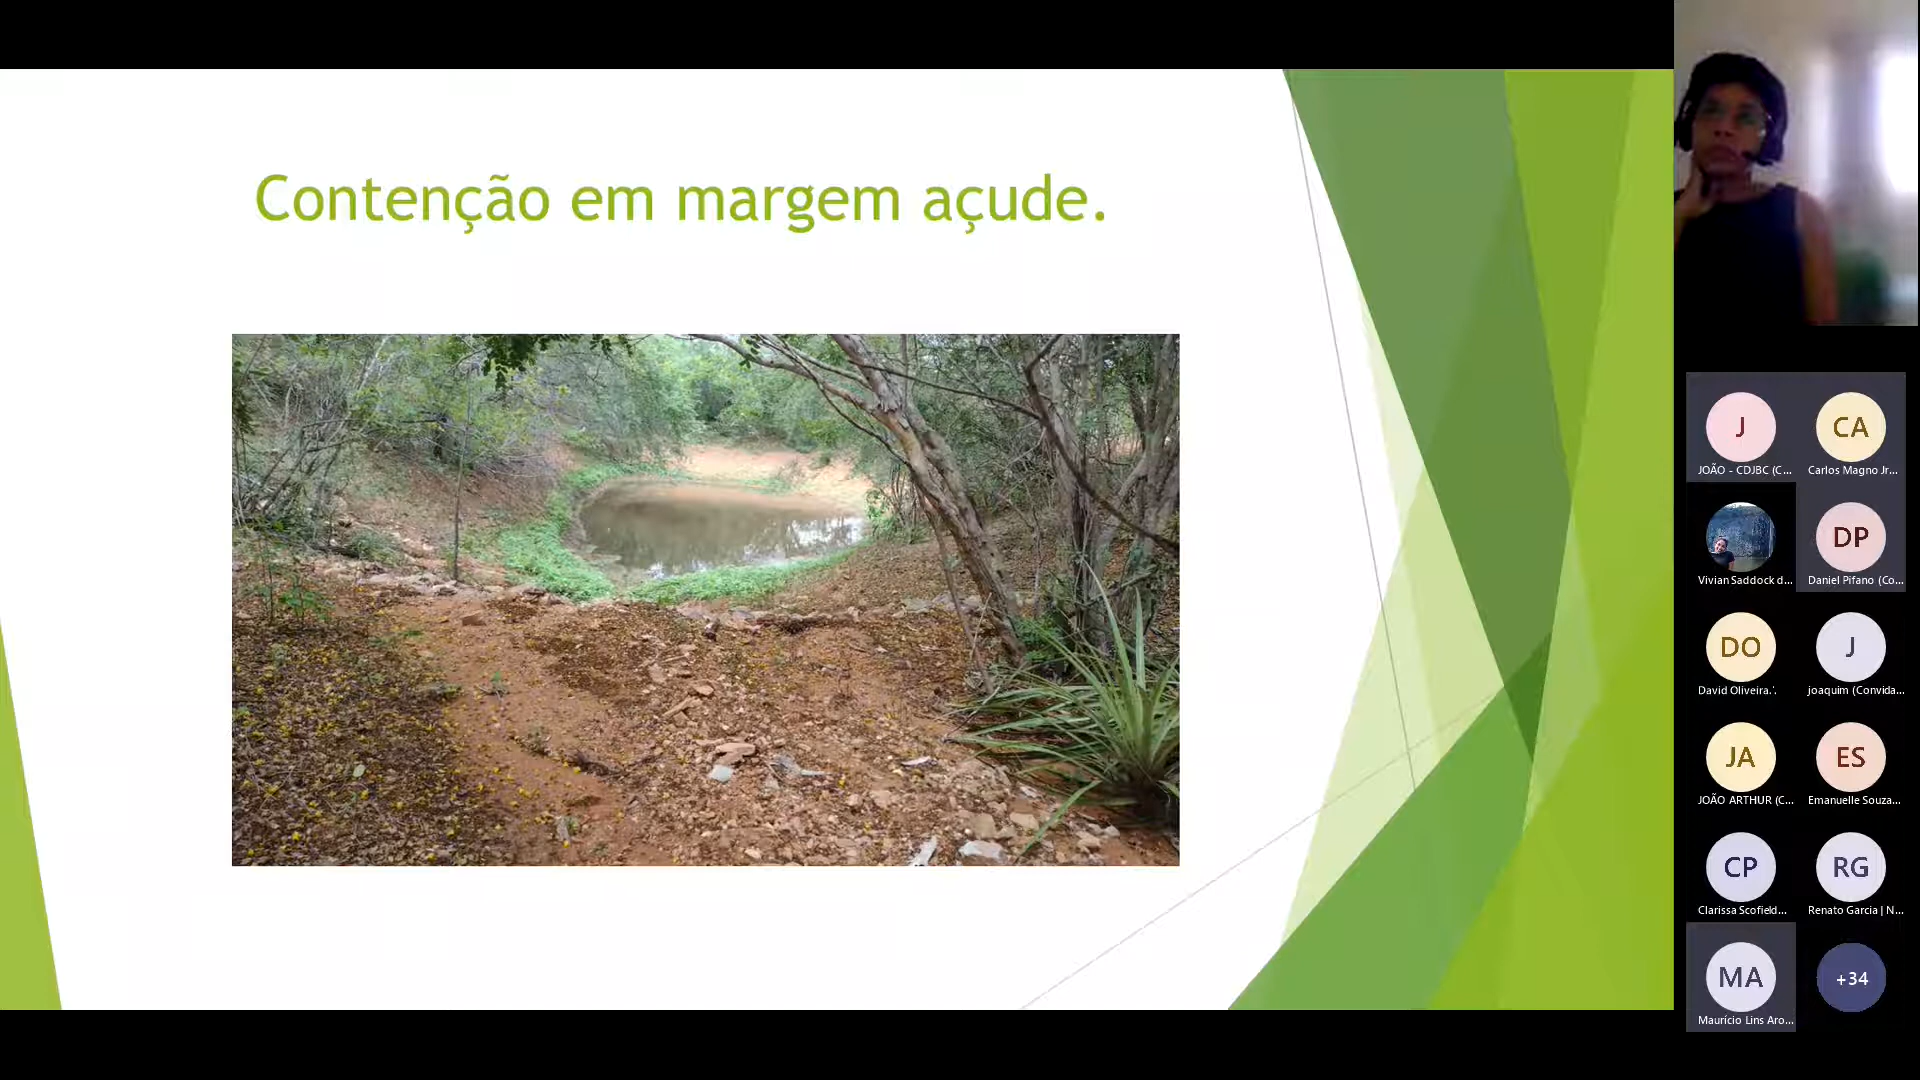 Contenção em margem açude.
J
JOÃO - CDJBC (C...
CA
Carlos Magno Jr...
Vivian Saddock d...
DP
Daniel Pifano (Co...
DO
David Oliveira.'.
J
joaquim (Convida...
JA
JOÃO ARTHUR (C...
ES
Emanuelle Souza...
CP
Clarissa Scofield...
RG
Renato Garcia | N...
MA
Maurício Lins Aro...
+34